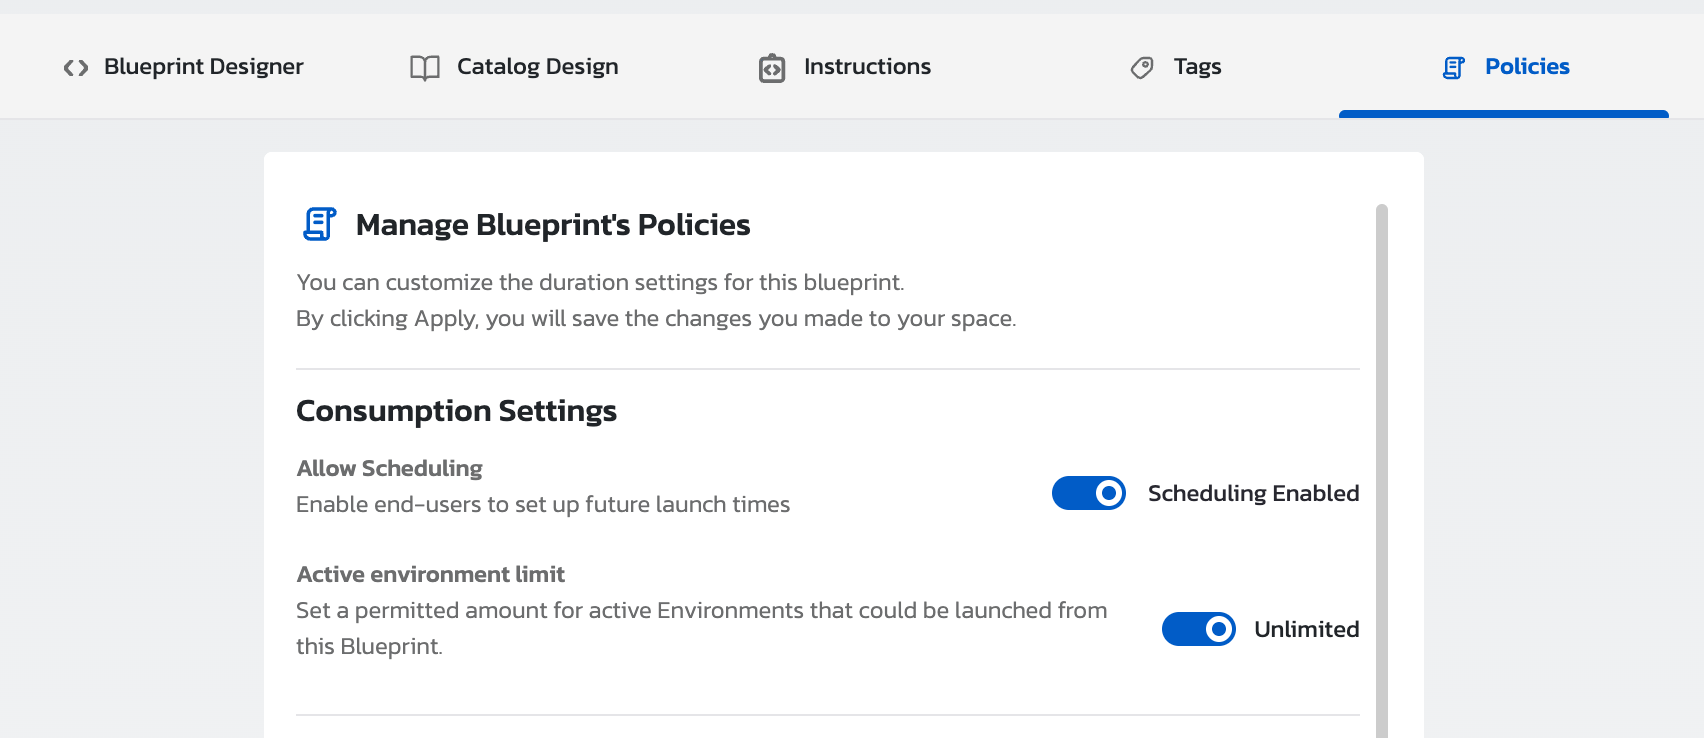 Blueprint Designer
Catalog Design
Instructions
Tags
Policies
Manage Blueprint's Policies
You can customize the duration settings for this blueprint.
By clicking Apply, you will save the changes you made to your space.
Consumption Settings
Allow Scheduling
Enable end-users to set up future launch times
Scheduling Enabled
Active environment limit
Set a permitted amount for active Environments that could be launched from
this Blueprint.
Unlimited